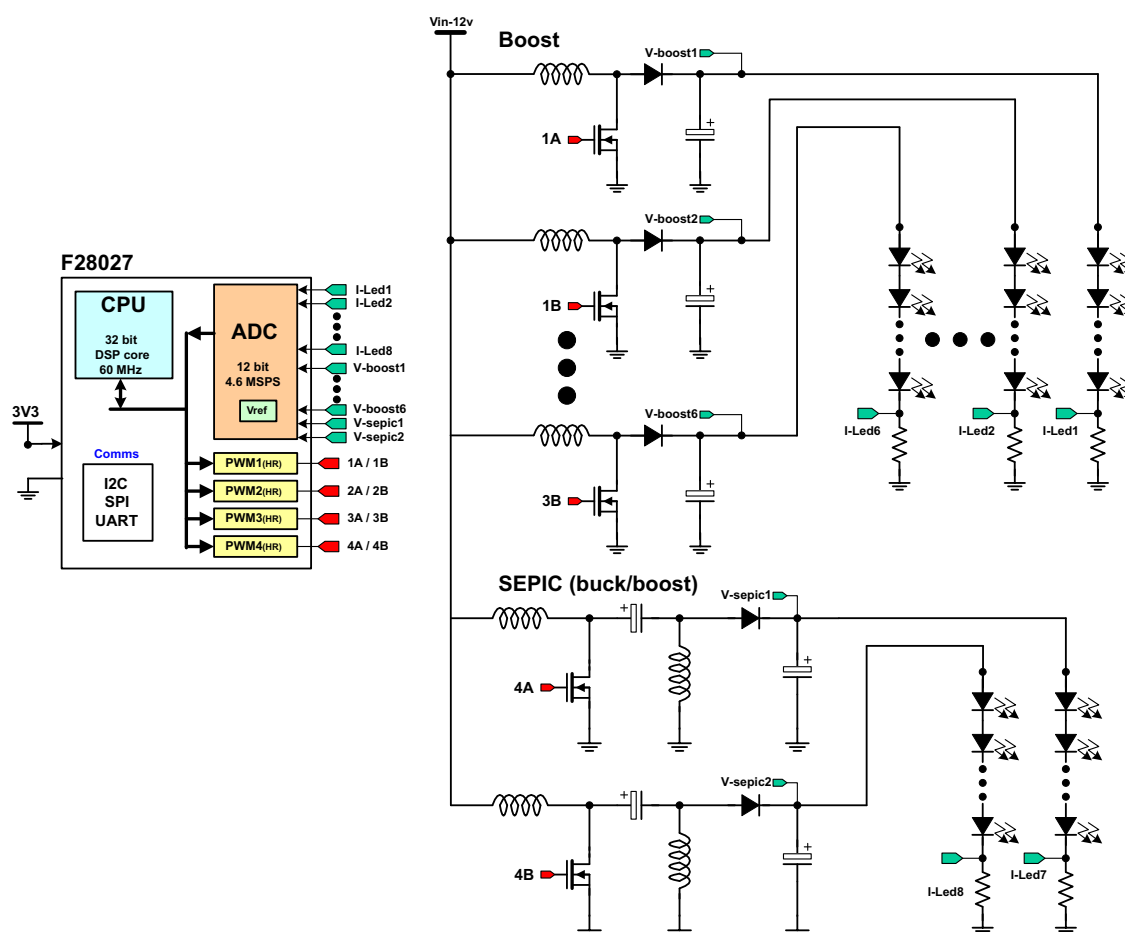 Vin-12v
Boost
V-boost1
1A
V-boost2
1B
V-boost6
3B
I-Led6
I-Led2
I-Led1
F28027
CPU
32 bit
DSP core
60 MHz
ADC
12 bit
4.6 MSPS
Vref
I-Led1
I-Led2
I-Led8
V-boost1
V-boost6
V-sepic1
V-sepic2
3V3
Comms
I2C
SPI
UART
PWM1(HR)
1A / 1B
PWM2(HR)
2A / 2B
PWM3(HR)
3A / 3B
PWM4(HR)
4A / 4B
SEPIC (buck/boost)
V-sepic1
4A
V-sepic2
4B
I-Led8
I-Led7